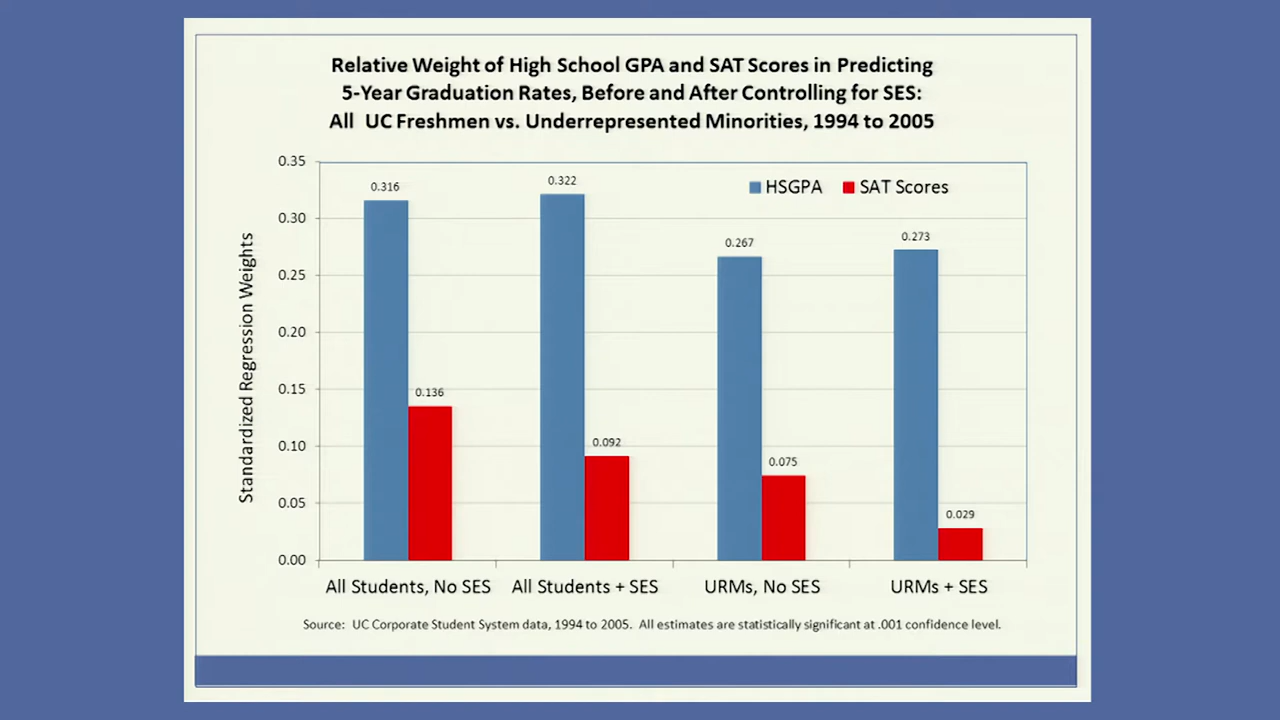 Relative Weight of High School GPA and SAT Scores in Predicting
5-Year Graduation Rates, Before and After Controlling for SES:
All UC Freshmen vs. Underrepresented Minorities, 1994 to 2005
Standardized Regression Weights
0.35
0.30
0.25
0.20
0.15
0.10
0.05
0.00
HSGPA SAT Scores
0.316
0.136
0.322
0.092
0.267
0.075
0.273
0.029
All Students, No SES All Students + SES URMs, No SES URMs + SES
Source: UC Corporate Student System data, 1994 to 2005. All estimates are statistically significant at .001 confidence level.